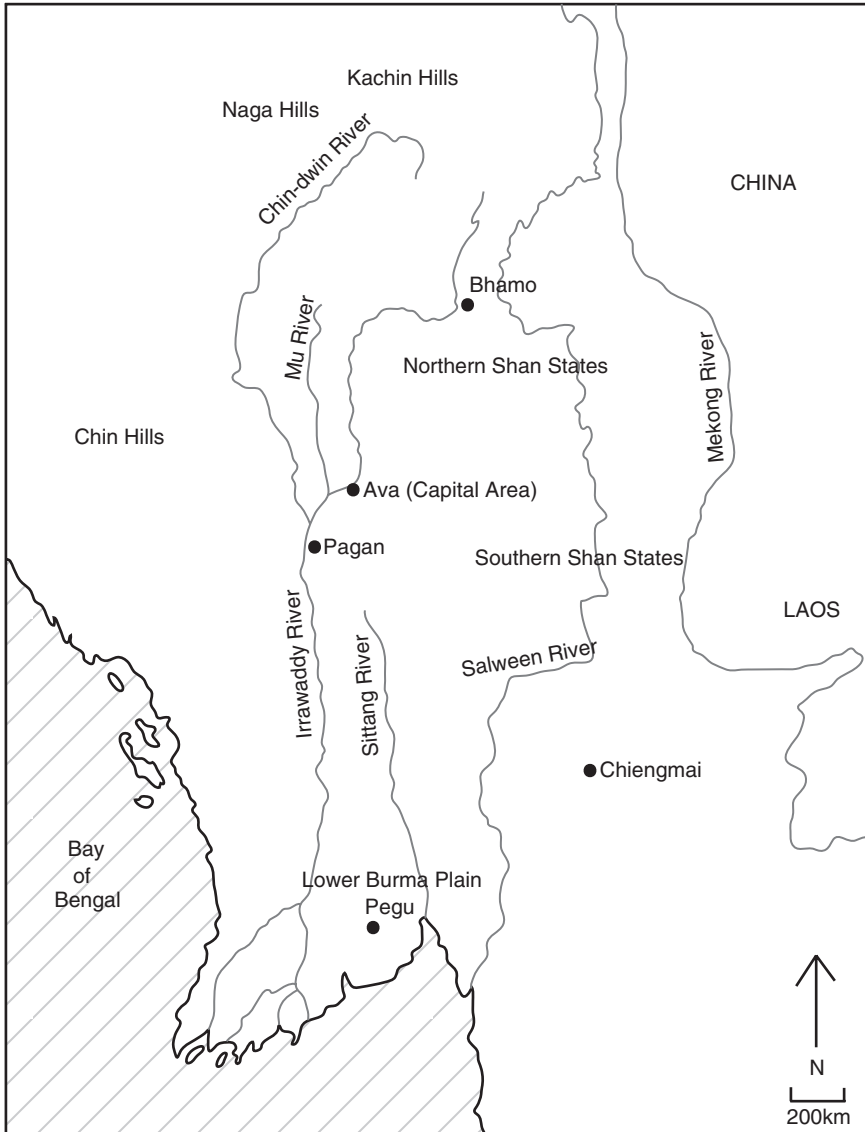 Kachin Hills
Naga Hills
Chin-dwin River
CHINA
Bhamo
Mu River
Northern Shan States
Mekong River
Chin Hills
Ava (Capital Area)
Pagan
Southern Shan States
LAOS
Irrawaddy River
Sittang River
Salween River
Chiengmai
Bay
of
Bengal
Lower Burma Plain
Pegu
N
200km